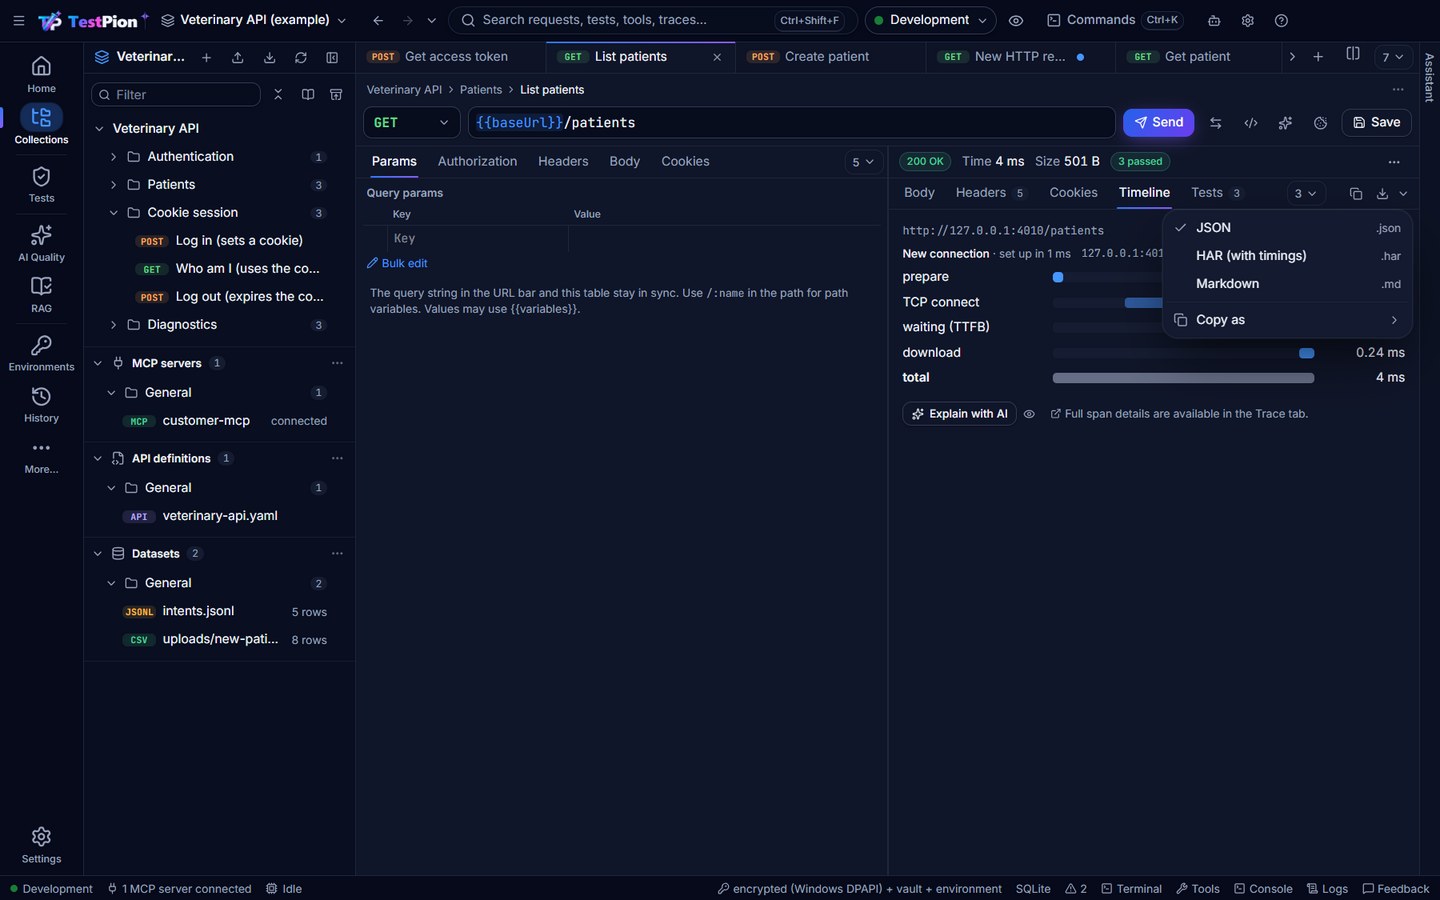 TestPion
Veterinary API (example)
Search requests, tests, tools, traces...
Ctrl+Shift+F
Development
Commands
Ctrl+K
Home
Collections
Tests
AI Quality
RAG
Environments
History
More...
Settings
Veterinar...
Filter
Veterinary API
Authentication 1
Patients 3
Cookie session 3
POST Log in (sets a cookie)
GET Who am I (uses the co...
POST Log out (expires the co...
Diagnostics 3
MCP servers 1
General 1
MCP customer-mcp connected
API definitions 1
General 1
API veterinary-api.yaml
Datasets 2
General 2
JSONL intents.jsonl 5 rows
CSV uploads/new-pati... 8 rows
POST Get access token
GET List patients
POST Create patient
GET New HTTP re...
GET Get patient
7
Veterinary API > Patients > List patients
GET
{{baseUrl}}/patients
Send
Save
Params Authorization Headers Body Cookies 5
Query params
Key Value
Key
Bulk edit
The query string in the URL bar and this table stay in sync. Use /:name in the path for path
variables. Values may use {{variables}}.
200 OK Time 4 ms Size 501 B 3 passed
Body Headers 5 Cookies Timeline Tests 3 3
http://127.0.0.1:4010/patients
New connection · set up in 1 ms 127.0.0.1:401
prepare
TCP connect
waiting (TTFB)
download 0.24 ms
total 4 ms
JSON .json
HAR (with timings) .har
Markdown .md
Copy as
Explain with AI
Full span details are available in the Trace tab.
Assistant
Development
1 MCP server connected
Idle
encrypted (Windows DPAPI) + vault + environment
SQLite
2
Terminal
Tools
Console
Logs
Feedback